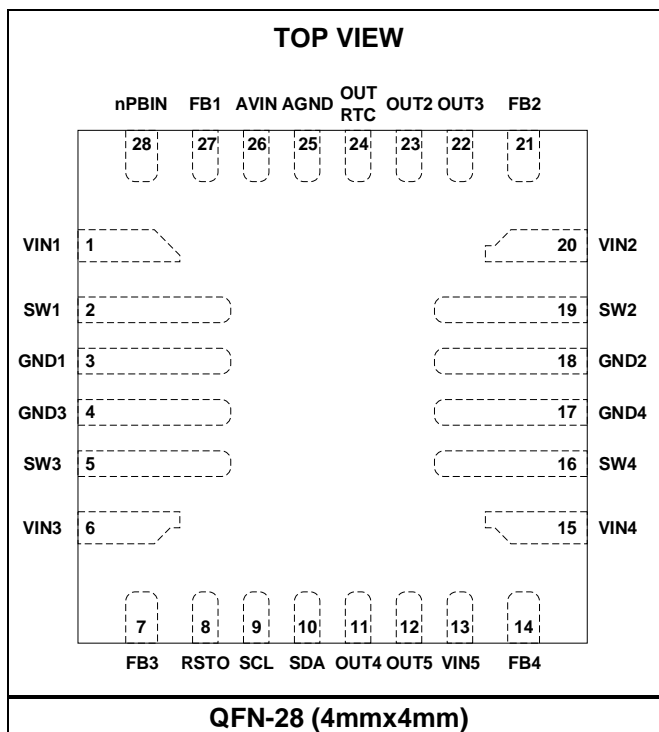 TOP VIEW
nPBIN FB1 AVIN AGND OUT RTC OUT2 OUT3 FB2
28 27 26 25 24 23 22 21
VIN1 1 20 VIN2
SW1 2 19 SW2
GND1 3 18 GND2
GND3 4 17 GND4
SW3 5 16 SW4
VIN3 6 15 VIN4
7 8 9 10 11 12 13 14
FB3 RSTO SCL SDA OUT4 OUT5 VIN5 FB4
QFN-28 (4mmx4mm)